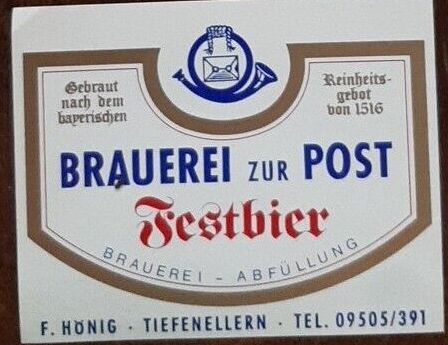 Gebraut
nach dem
bayerischen
Reinheits-
gebot
von 1516
BRAUEREI ZUR POST
Festbier
BRAUEREI - ABFÜLLUNG
F. HÖNIG · TIEFENELLERN · TEL. 09505/391